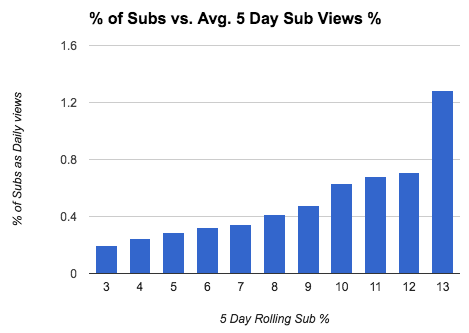 % of Subs vs. Avg. 5 Day Sub Views %
% of Subs as Daily views
1.6
1.2
0.8
0.4
0
3 4 5 6 7 8 9 10 11 12 13
5 Day Rolling Sub %